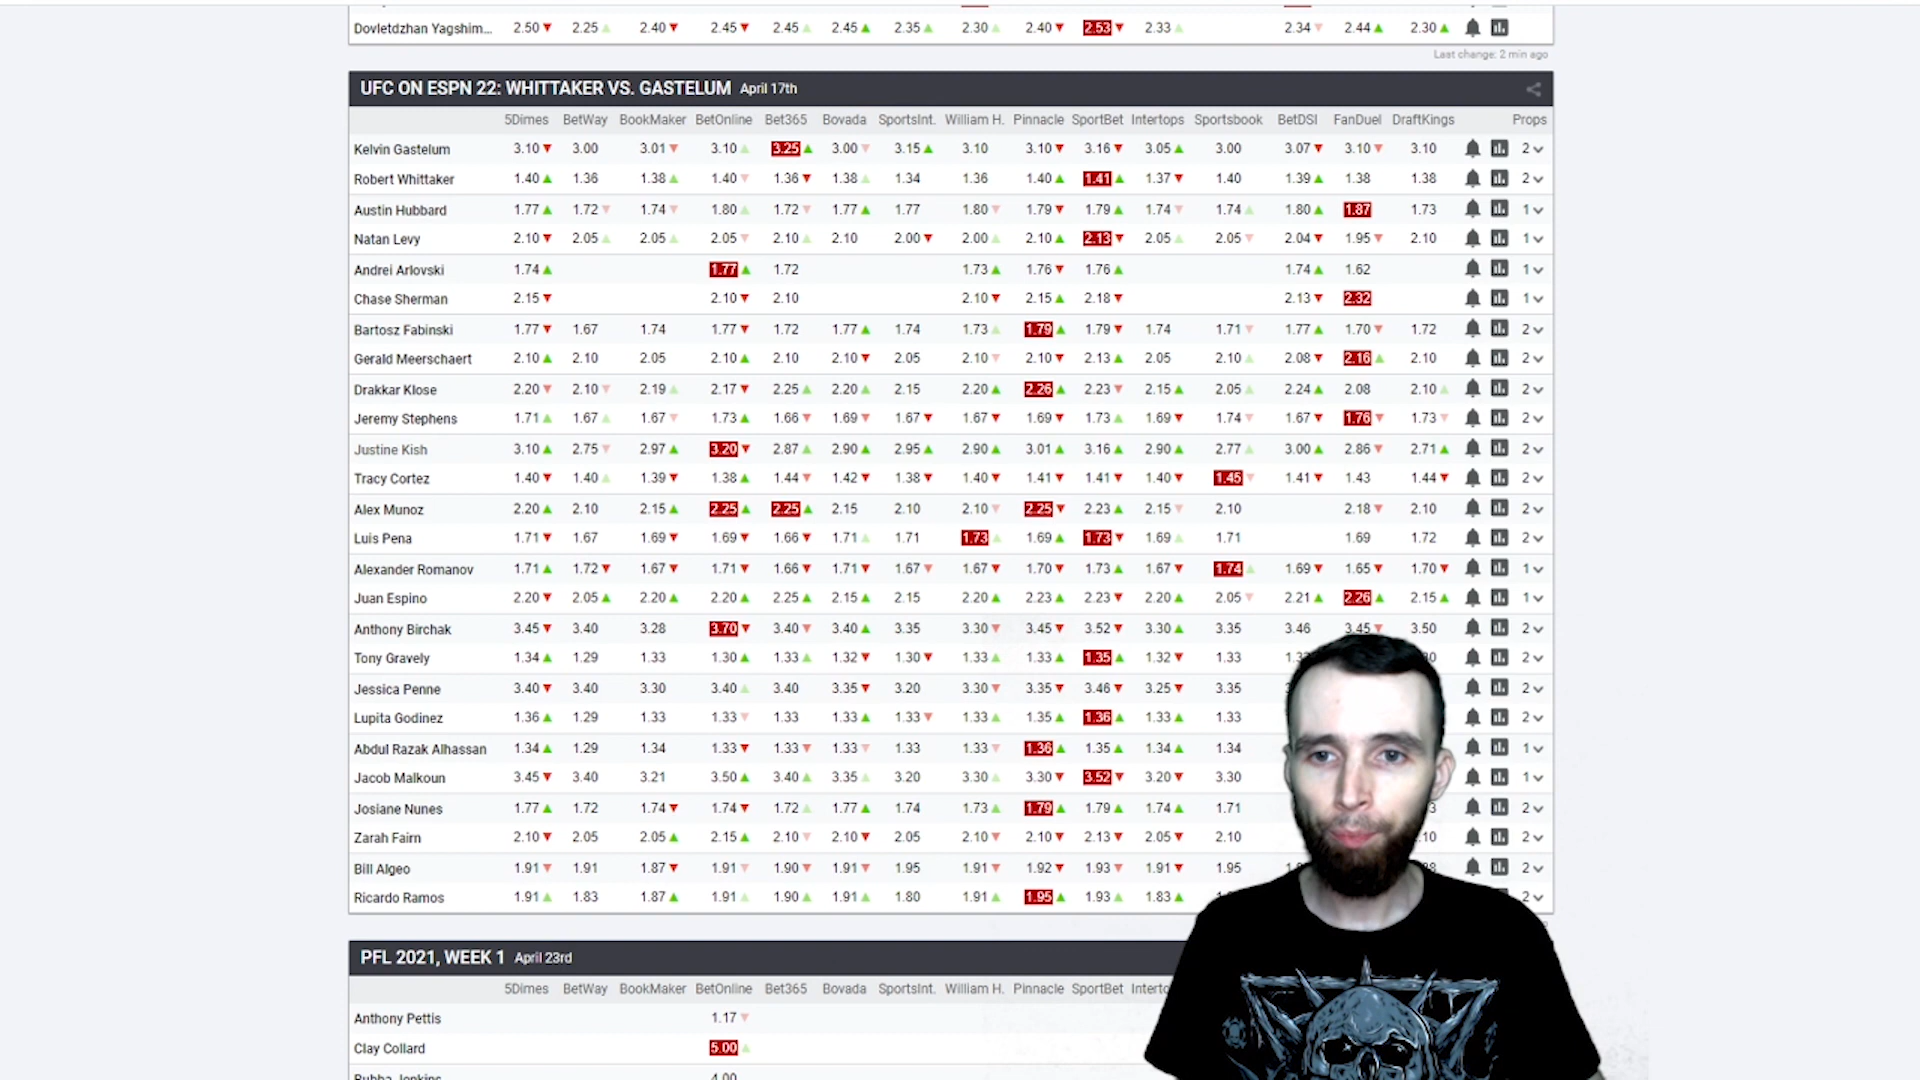 Dovletdzhan Yagshim... 2.50 2.25 2.40 2.45 2.45 2.45 2.35 2.30 2.40 2.53 2.33 2.34 2.44 2.30
Last change: 2 min ago
UFC ON ESPN 22: WHITTAKER VS. GASTELUM April 17th
5Dimes BetWay BookMaker BetOnline Bet365 Bovada SportsInt. William H. Pinnacle SportBet Intertops Sportsbook BetDSI FanDuel DraftKings Props
Kelvin Gastelum 3.10 3.00 3.01 3.10 3.25 3.00 3.15 3.10 3.10 3.16 3.05 3.00 3.07 3.10 3.10 2
Robert Whittaker 1.40 1.36 1.38 1.40 1.36 1.38 1.34 1.36 1.40 1.41 1.37 1.40 1.39 1.38 1.38 2
Austin Hubbard 1.77 1.72 1.74 1.80 1.72 1.77 1.77 1.80 1.79 1.79 1.74 1.74 1.80 1.87 1.73 1
Natan Levy 2.10 2.05 2.05 2.05 2.10 2.10 2.00 2.00 2.10 2.13 2.05 2.05 2.04 1.95 2.10 1
Andrei Arlovski 1.74 1.77 1.72 1.73 1.76 1.76 1.74 1.62 1
Chase Sherman 2.15 2.10 2.10 2.10 2.15 2.18 2.13 2.32 1
Bartosz Fabinski 1.77 1.67 1.74 1.77 1.72 1.77 1.74 1.73 1.79 1.79 1.74 1.71 1.77 1.70 1.72 2
Gerald Meerschaert 2.10 2.10 2.05 2.10 2.10 2.10 2.05 2.10 2.10 2.13 2.05 2.10 2.08 2.16 2.10 2
Drakkar Klose 2.20 2.10 2.19 2.17 2.25 2.20 2.15 2.20 2.26 2.23 2.15 2.05 2.24 2.08 2.10 2
Jeremy Stephens 1.71 1.67 1.67 1.73 1.66 1.69 1.67 1.67 1.69 1.73 1.69 1.74 1.67 1.76 1.73 2
Justine Kish 3.10 2.75 2.97 3.20 2.87 2.90 2.95 2.90 3.01 3.16 2.90 2.77 3.00 2.86 2.71 2
Tracy Cortez 1.40 1.40 1.39 1.38 1.44 1.42 1.38 1.40 1.41 1.41 1.40 1.45 1.41 1.43 1.44 2
Alex Munoz 2.20 2.10 2.15 2.25 2.25 2.15 2.10 2.10 2.25 2.23 2.15 2.10 2.18 2.10 2
Luis Pena 1.71 1.67 1.69 1.69 1.66 1.71 1.71 1.73 1.69 1.73 1.69 1.71 1.69 1.72 2
Alexander Romanov 1.71 1.72 1.67 1.71 1.66 1.71 1.67 1.67 1.70 1.73 1.67 1.74 1.69 1.65 1.70 1
Juan Espino 2.20 2.05 2.20 2.20 2.25 2.15 2.15 2.20 2.23 2.23 2.20 2.05 2.21 2.26 2.15 1
Anthony Birchak 3.45 3.40 3.28 3.70 3.40 3.40 3.35 3.30 3.45 3.52 3.30 3.35 3.46 3.45 3.50 2
Tony Gravely 1.34 1.29 1.33 1.30 1.33 1.32 1.30 1.33 1.33 1.35 1.32 1.33 2
Jessica Penne 3.40 3.40 3.30 3.40 3.40 3.35 3.20 3.30 3.35 3.46 3.25 3.35 2
Lupita Godinez 1.36 1.29 1.33 1.33 1.33 1.33 1.33 1.33 1.35 1.36 1.33 1.33 2
Abdul Razak Alhassan 1.34 1.29 1.34 1.33 1.33 1.33 1.33 1.33 1.36 1.35 1.34 1.34 1
Jacob Malkoun 3.45 3.40 3.21 3.50 3.40 3.35 3.20 3.30 3.30 3.52 3.20 3.30 1
Josiane Nunes 1.77 1.72 1.74 1.74 1.72 1.77 1.74 1.73 1.79 1.79 1.74 1.71 2
Zarah Fairn 2.10 2.05 2.05 2.15 2.10 2.10 2.05 2.10 2.10 2.13 2.05 2.10 2
Bill Algeo 1.91 1.91 1.87 1.91 1.90 1.91 1.95 1.91 1.92 1.93 1.91 1.95 2
Ricardo Ramos 1.91 1.83 1.87 1.91 1.90 1.91 1.80 1.91 1.95 1.93 1.83 2
PFL 2021, WEEK 1 April 23rd
5Dimes BetWay BookMaker BetOnline Bet365 Bovada SportsInt. William H. Pinnacle SportBet
Anthony Pettis 1.17
Clay Collard 5.00